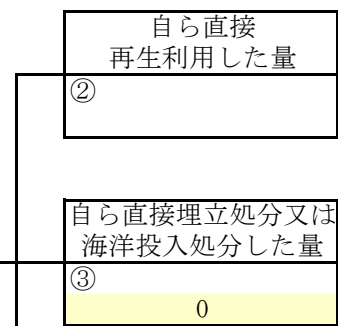 自ら直接
再生利用した量
②
自ら直接埋立処分又は
海洋投入処分した量
③
0